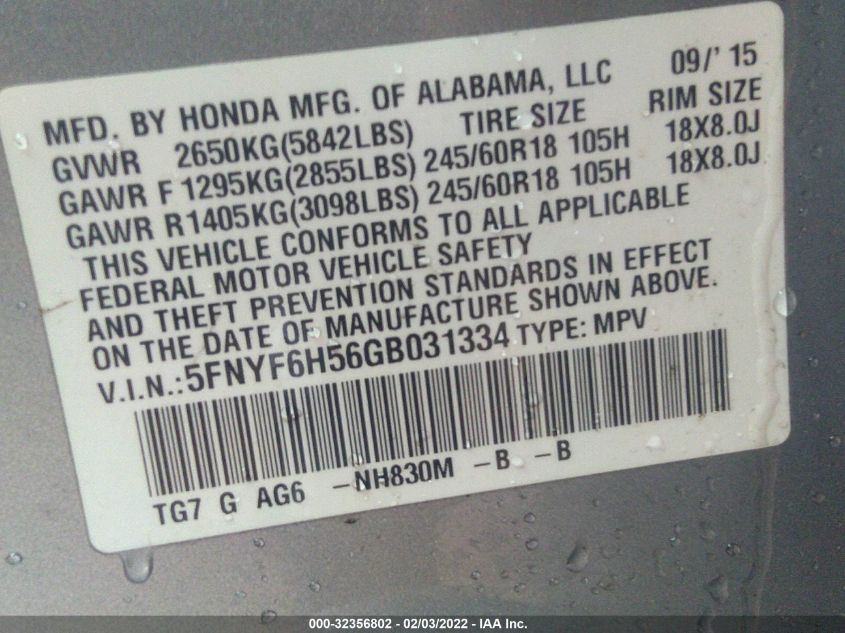 MFD. BY HONDA MFG. OF ALABAMA, LLC 09/' 15
GVWR 2650KG(5842LBS) TIRE SIZE RIM SIZE
GAWR F 1295KG(2855LBS) 245/60R18 105H 18X8.0J
GAWR R1405KG(3098LBS) 245/60R18 105H 18X8.0J
THIS VEHICLE CONFORMS TO ALL APPLICABLE
FEDERAL MOTOR VEHICLE SAFETY
AND THEFT PREVENTION STANDARDS IN EFFECT
ON THE DATE OF MANUFACTURE SHOWN ABOVE.
V.I.N.:5FNYF6H56GB031334 TYPE: MPV
TG7 G AG6 -NH830M -B -B
000-32356802 - 02/03/2022 - IAA Inc.